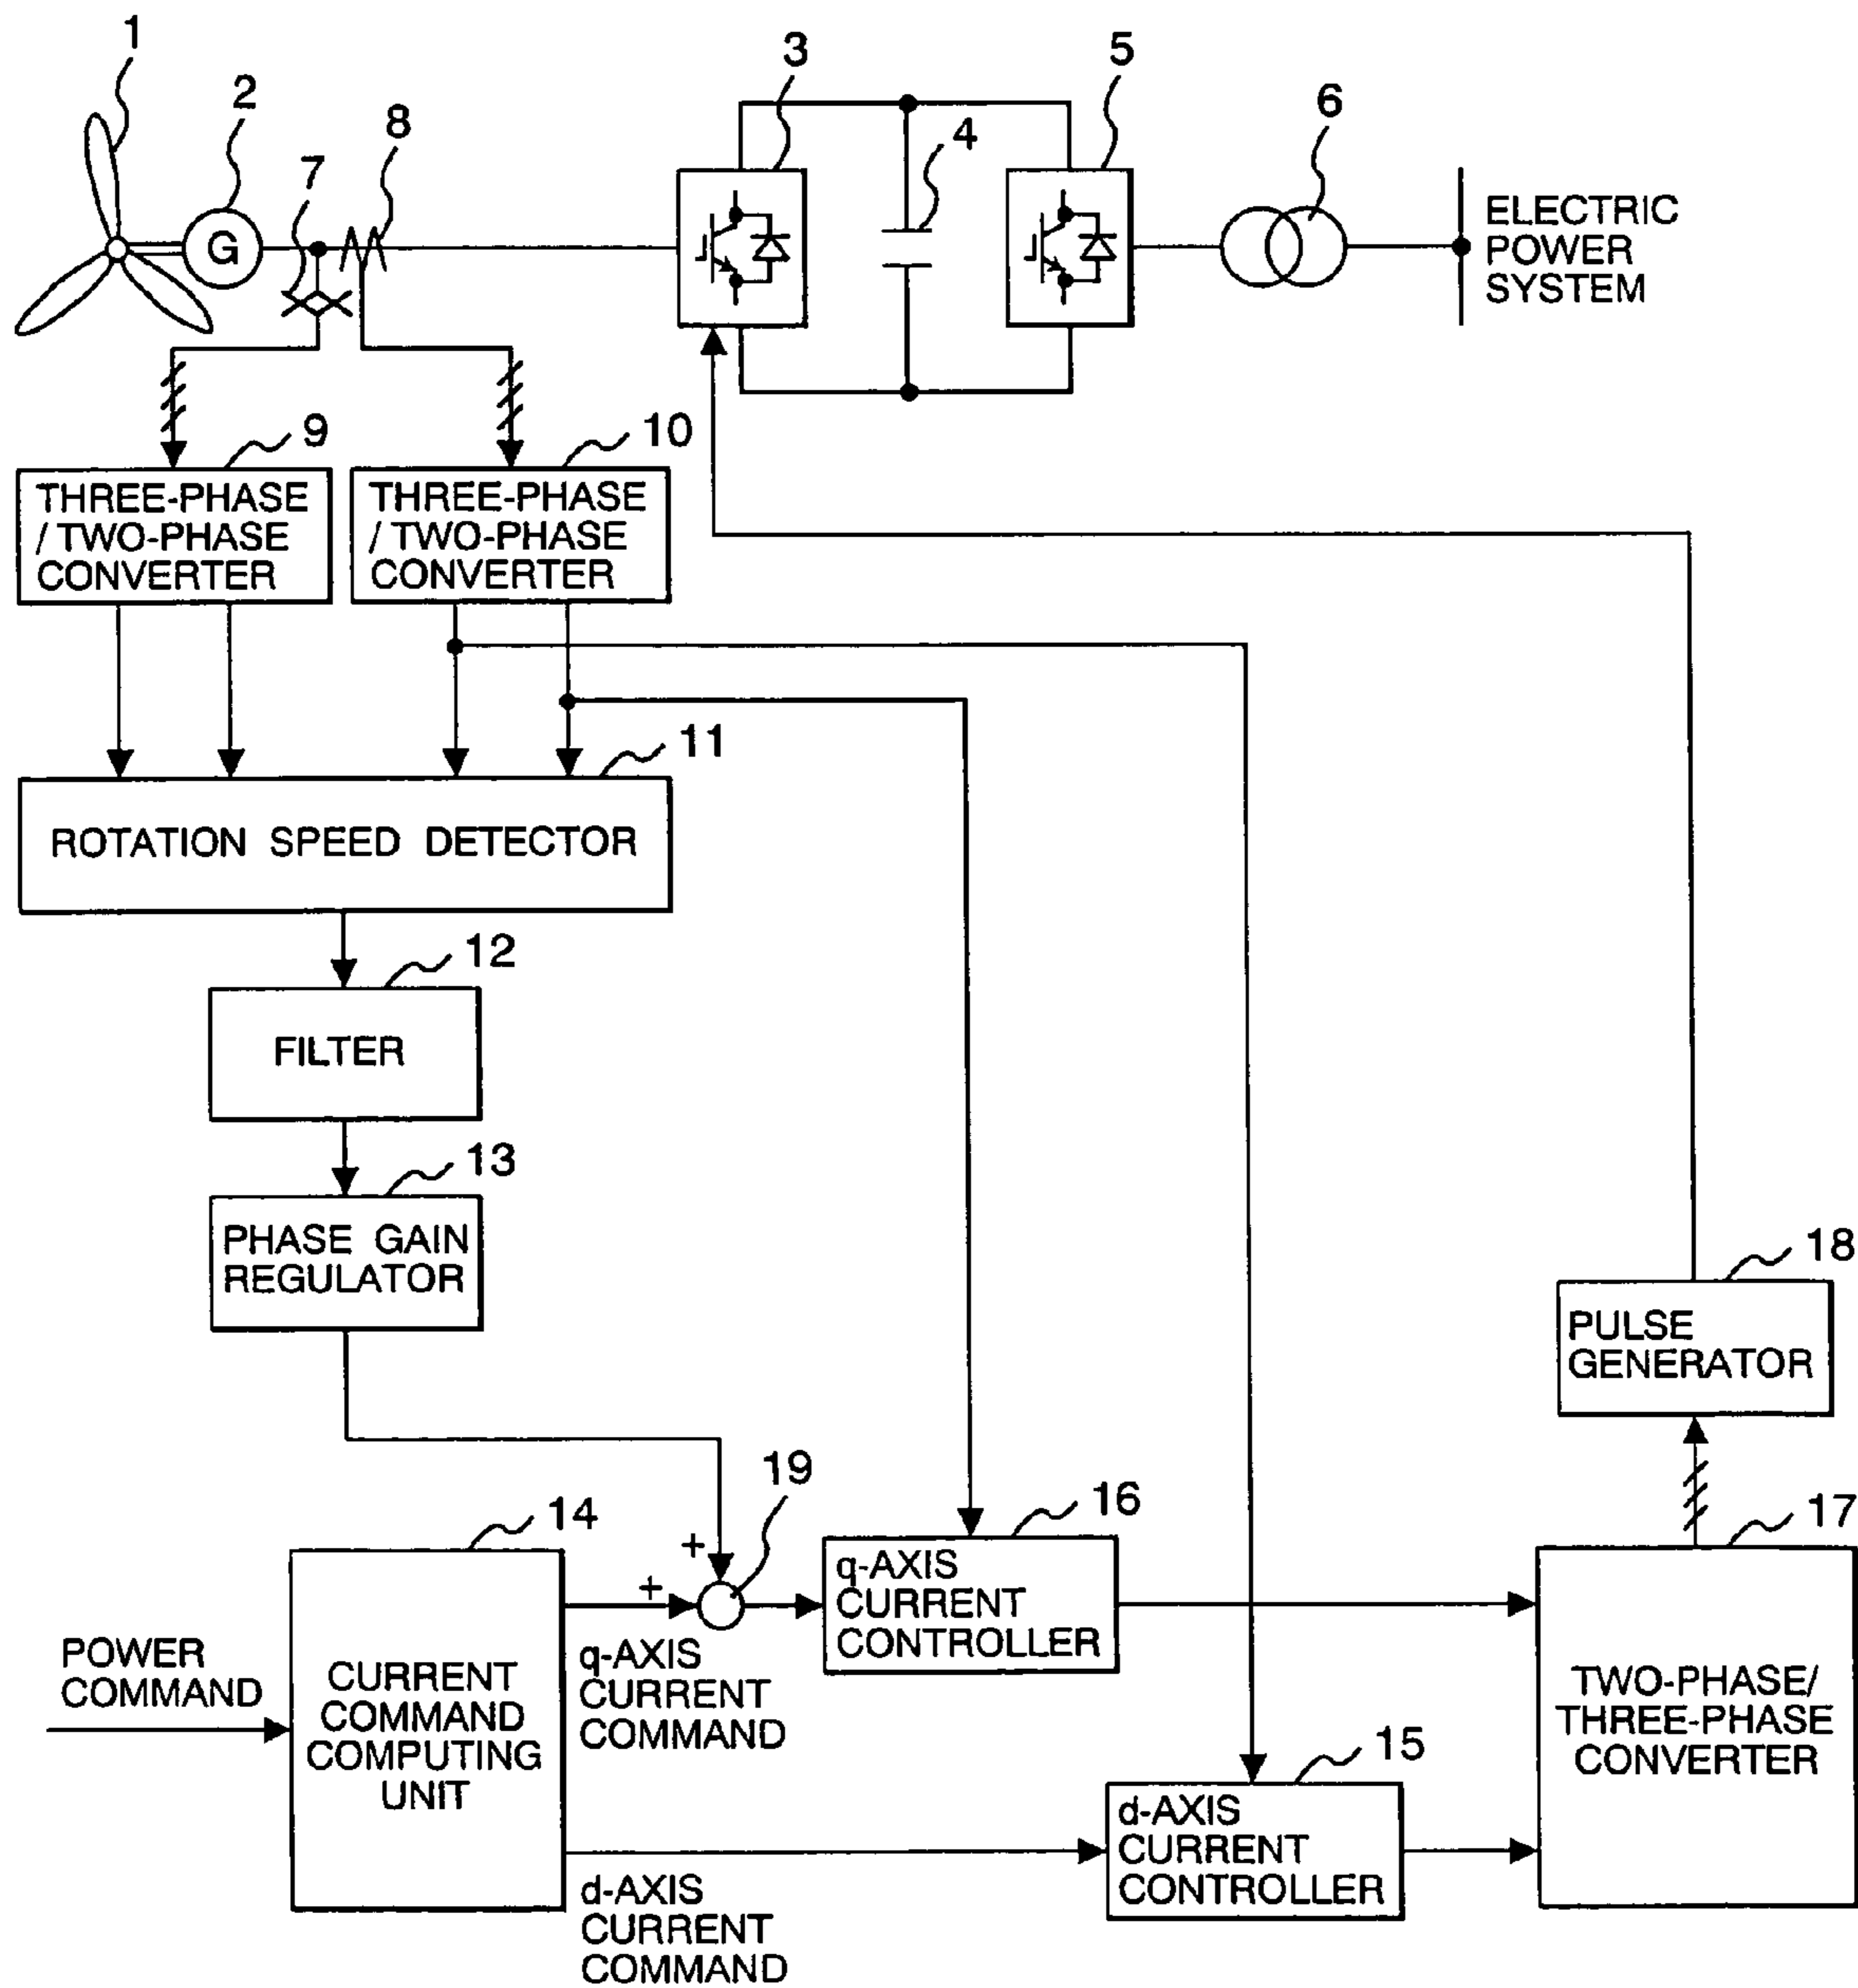 1
2
3
4
5
6
7
8
G
ELECTRIC
POWER
SYSTEM
9
10
THREE-PHASE
/ TWO-PHASE
CONVERTER
THREE-PHASE
/ TWO-PHASE
CONVERTER
11
ROTATION SPEED DETECTOR
12
FILTER
13
PHASE GAIN
REGULATOR
18
PULSE
GENERATOR
19
14
16
17
+
+
q-AXIS
CURRENT
CONTROLLER
POWER
COMMAND
CURRENT
COMMAND
COMPUTING
UNIT
q-AXIS
CURRENT
COMMAND
TWO-PHASE/
THREE-PHASE
CONVERTER
15
d-AXIS
CURRENT
CONTROLLER
d-AXIS
CURRENT
COMMAND